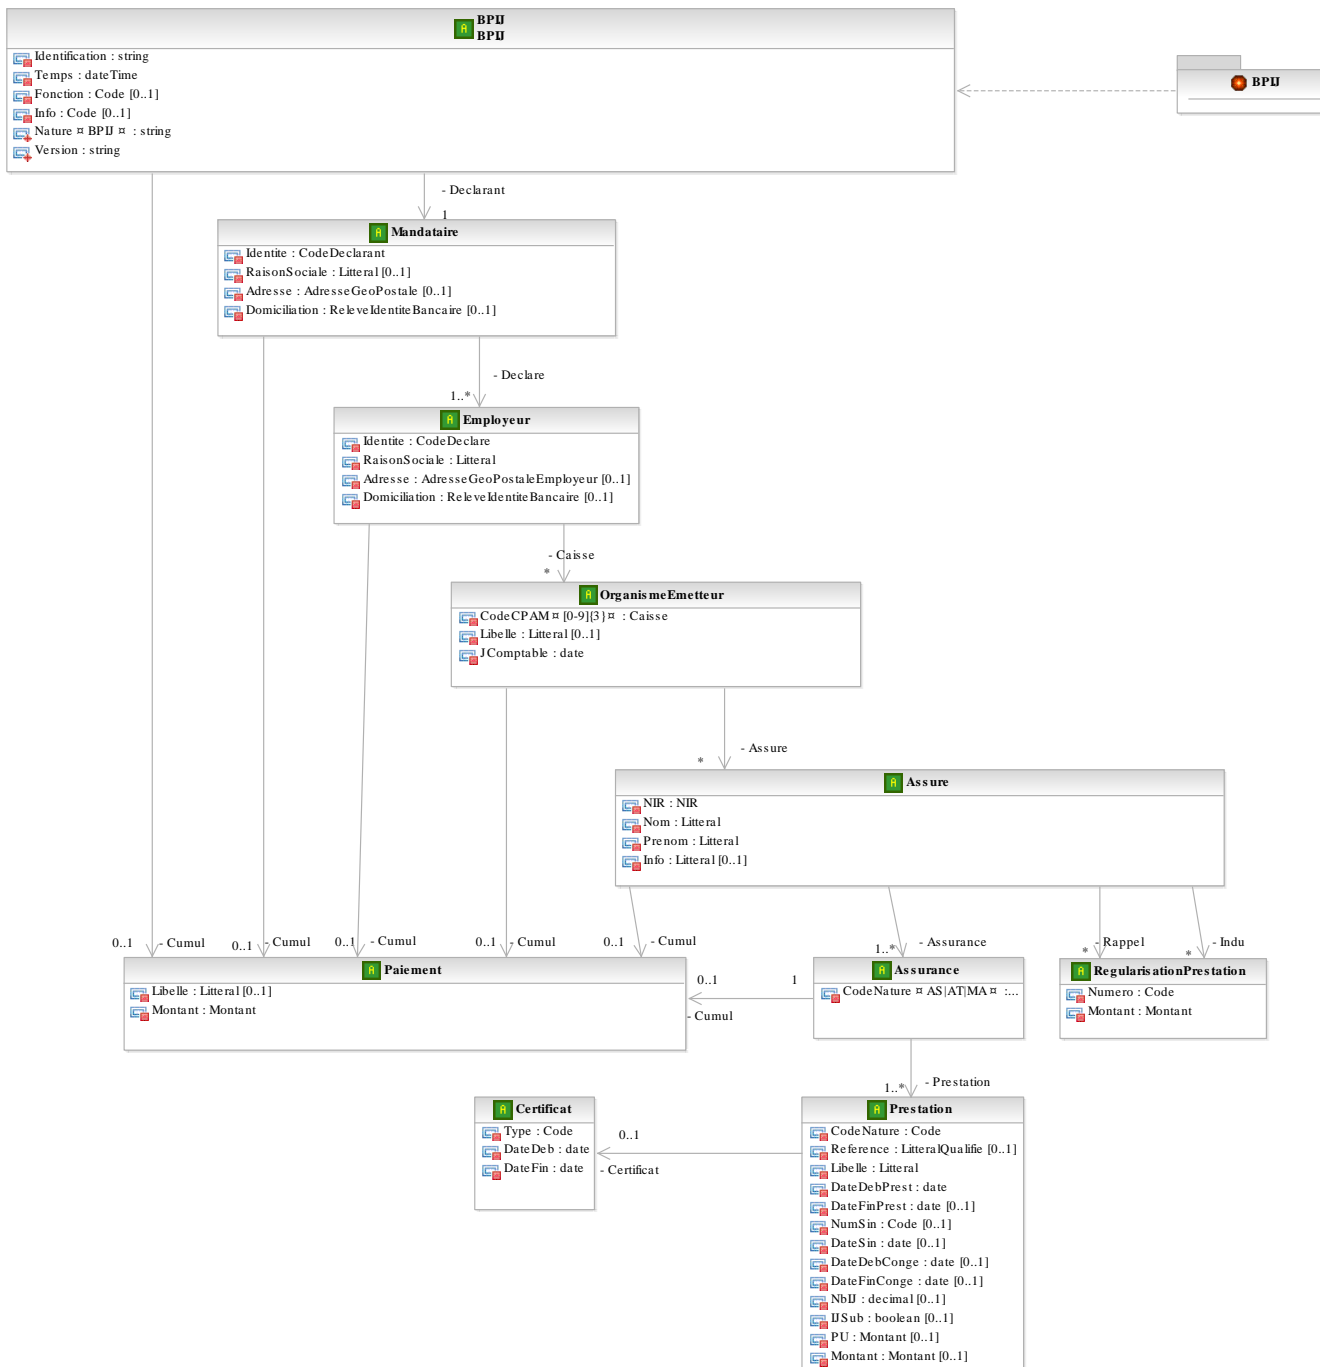 BPIJ
BPIJ
Identification : string
Temps : dateTime
Fonction : Code [0..1]
Info : Code [0..1]
Nature ¤ BPIJ ¤ : string
Version : string
BPIJ
- Declarant
1
Mandataire
Identite : CodeDeclarant
RaisonSociale : Litteral [0..1]
Adresse : AdresseGeoPostale [0..1]
Domiciliation : ReleveIdentiteBancaire [0..1]
- Declare
1..*
Employeur
Identite : CodeDeclare
RaisonSociale : Litteral
Adresse : AdresseGeoPostaleEmployeur [0..1]
Domiciliation : ReleveIdentiteBancaire [0..1]
- Caisse
*
OrganismeEmetteur
CodeCPAM ¤ [0-9]{3} ¤ : Caisse
Libelle : Litteral [0..1]
JComptable : date
- Assure
*
Assure
NIR : NIR
Nom : Litteral
Prenom : Litteral
Info : Litteral [0..1]
0..1 - Cumul
0..1 - Cumul
0..1 - Cumul
0..1 - Cumul
0..1 - Cumul
1..* - Assurance
* - Rappel
* - Indu
Paiement
Libelle : Litteral [0..1]
Montant : Montant
0..1 1
- Cumul
Assurance
CodeNature ¤ AS|AT|MA ¤ :...
RegularisationPrestation
Numero : Code
Montant : Montant
1..* - Prestation
Certificat
Type : Code
DateDeb : date
DateFin : date
0..1
- Certificat
Prestation
CodeNature : Code
Reference : LitteralQualifie [0..1]
Libelle : Litteral
DateDebPrest : date
DateFinPrest : date [0..1]
NumSin : Code [0..1]
DateSin : date [0..1]
DateDebConge : date [0..1]
DateFinConge : date [0..1]
NbIJ : decimal [0..1]
IJSub : boolean [0..1]
PU : Montant [0..1]
Montant : Montant [0..1]